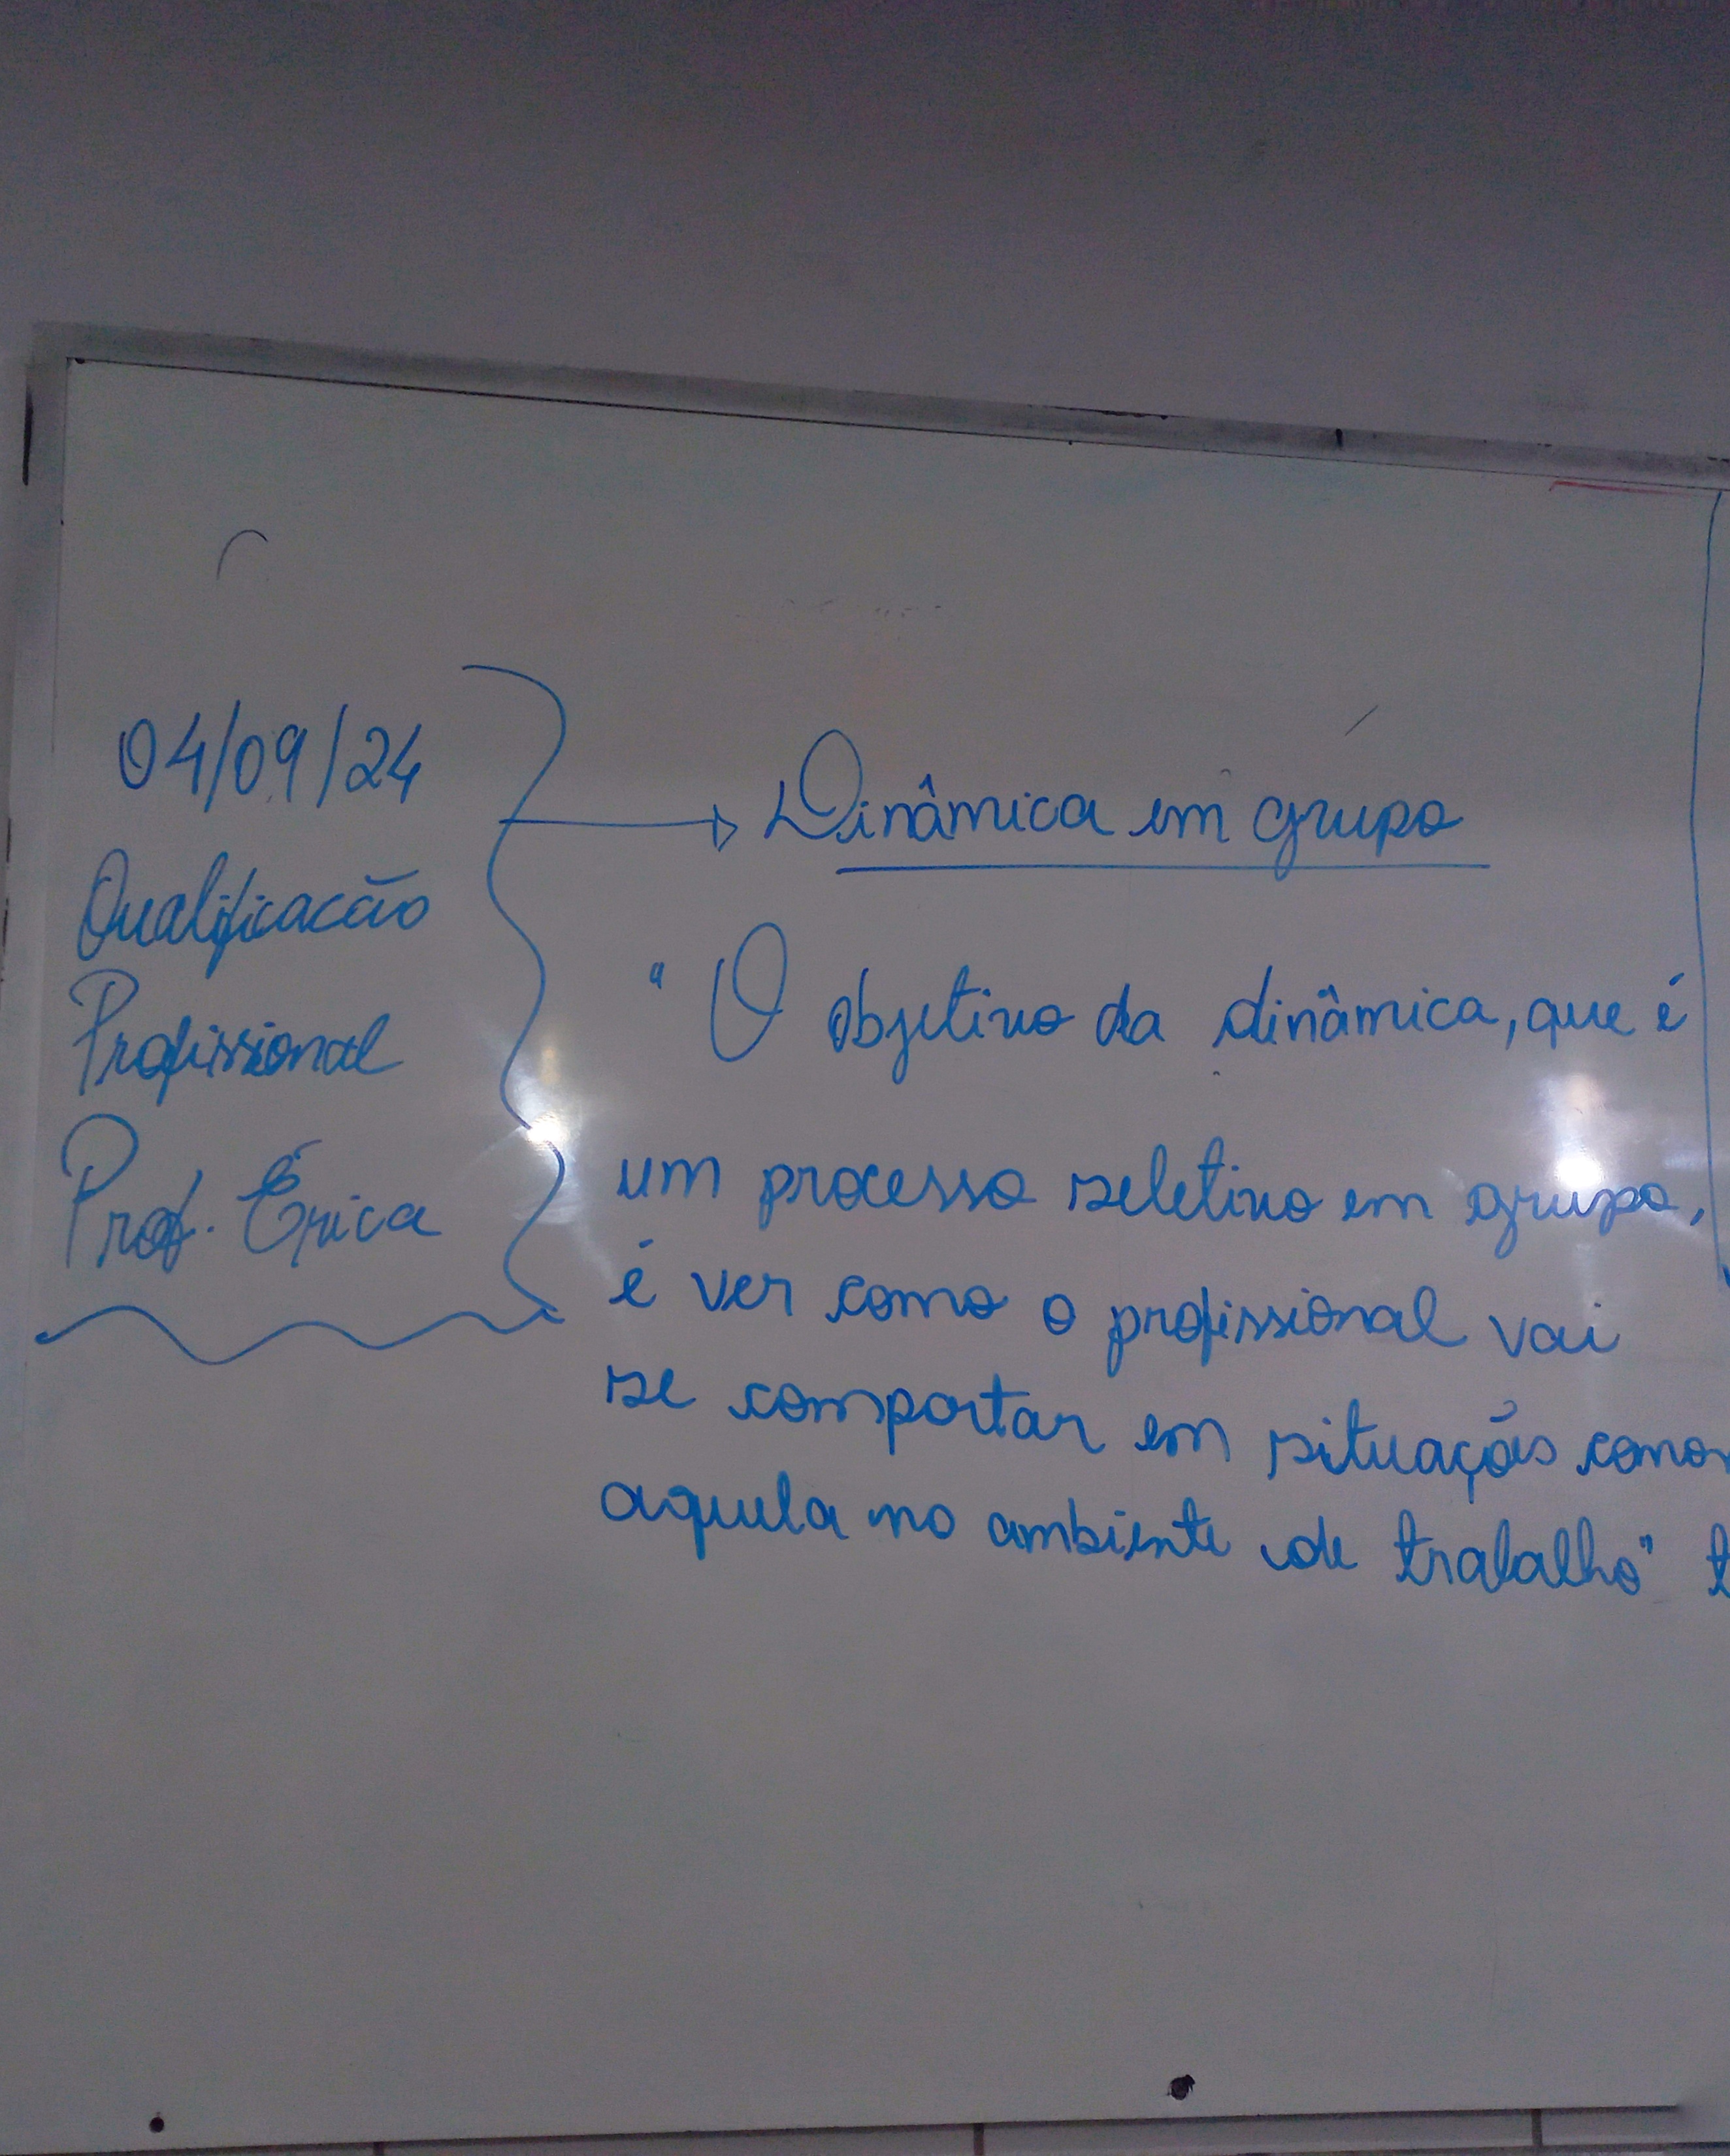 04/09/24
Qualificacão
Profissional
Prof. Érica
Dinâmica em grupo
" O objetivo da dinâmica, que é
um processo seletivo em grupo,
é ver como o profissional vai
se comportar em situações como
aquela no ambiente de trabalho"